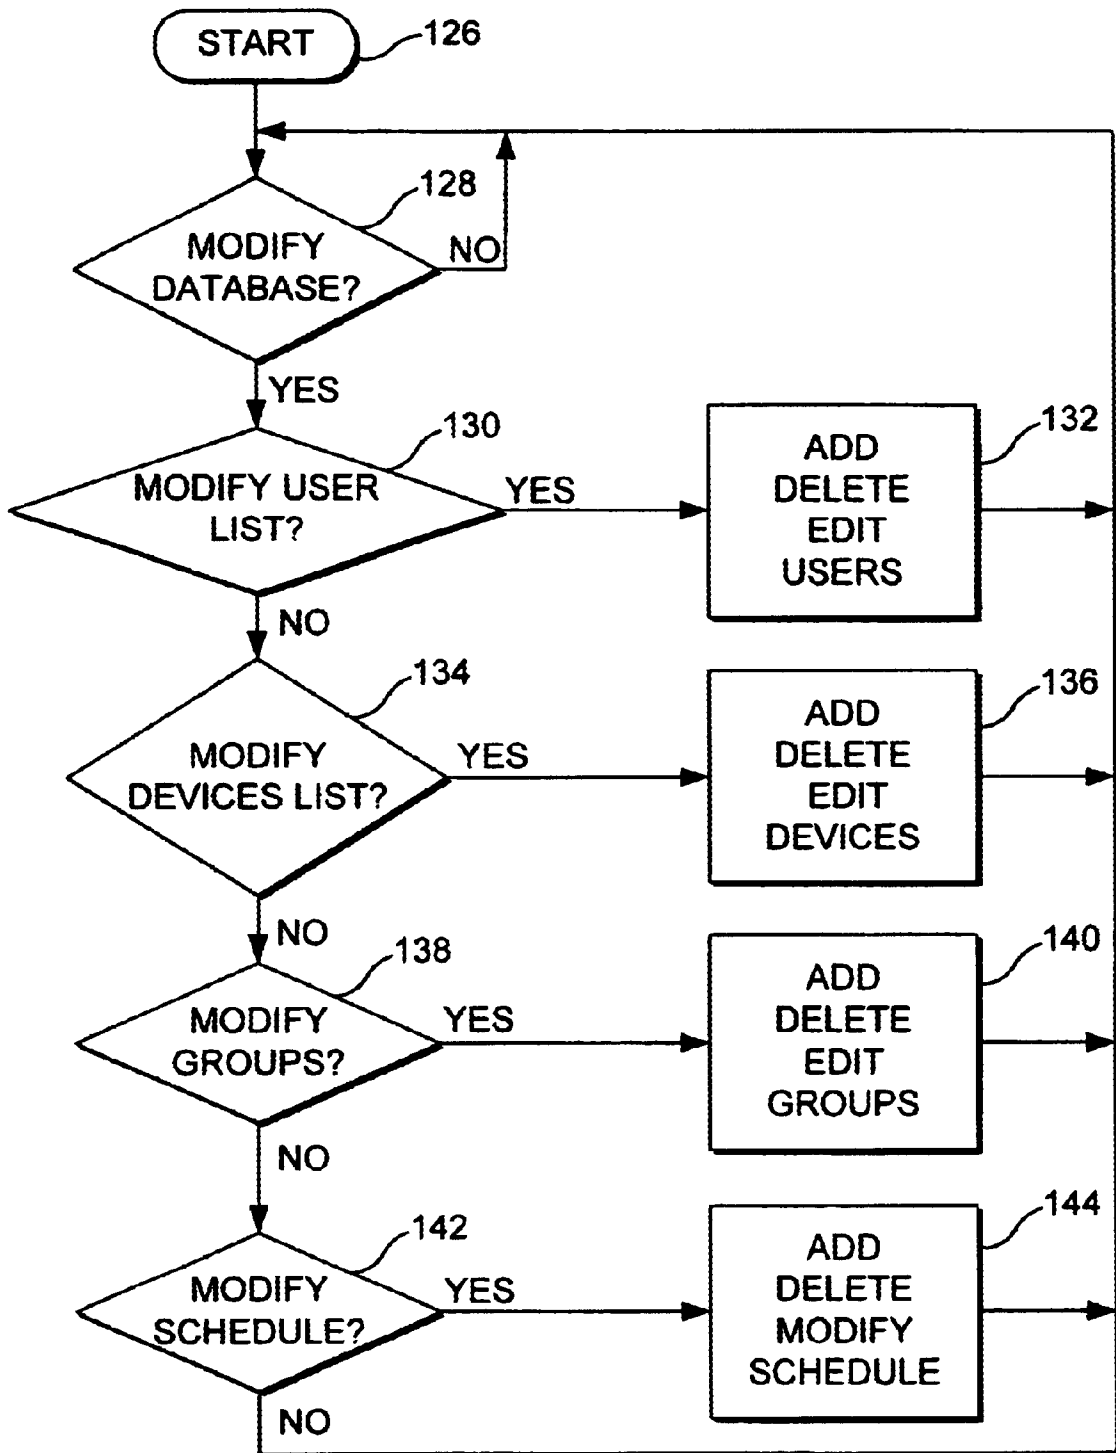 START
126
128
MODIFY
DATABASE?
NO
YES
130
MODIFY USER
LIST?
YES
132
ADD
DELETE
EDIT
USERS
NO
134
MODIFY
DEVICES LIST?
YES
136
ADD
DELETE
EDIT
DEVICES
NO
138
MODIFY
GROUPS?
YES
140
ADD
DELETE
EDIT
GROUPS
NO
142
MODIFY
SCHEDULE?
YES
144
ADD
DELETE
MODIFY
SCHEDULE
NO